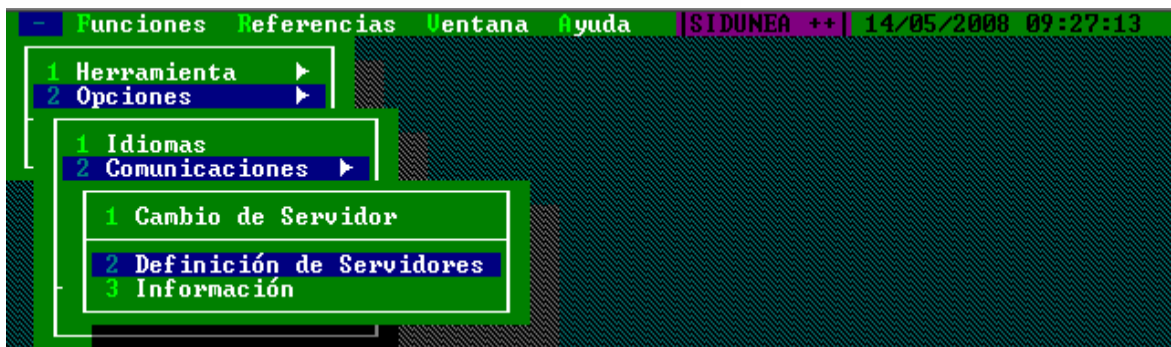 - Funciones Referencias Ventana Ayuda |SIDUNEA ++| 14/05/2008 09:27:13
1 Herramienta
2 Opciones
1 Idiomas
2 Comunicaciones
1 Cambio de Servidor
2 Definición de Servidores
3 Información